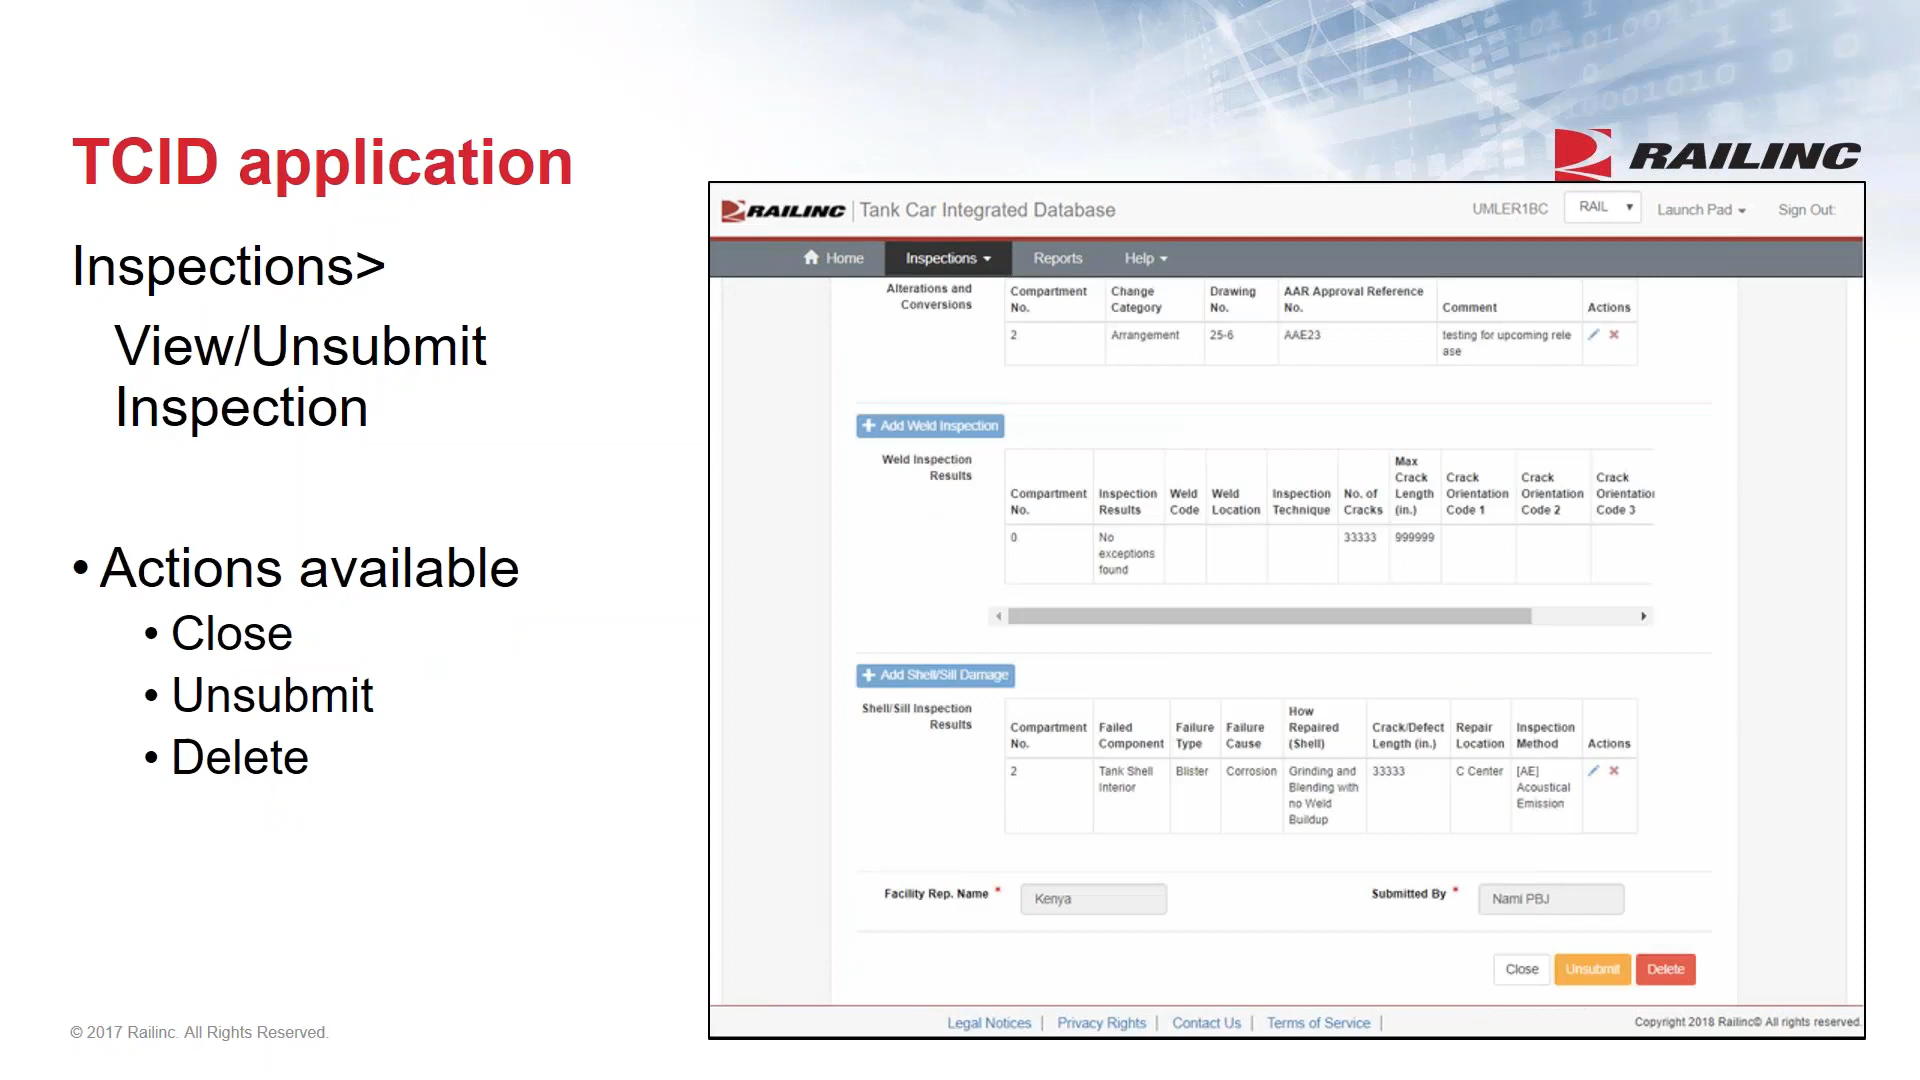 TCID application
RAILINC
Inspections>
View/Unsubmit
Inspection
• Actions available
• Close
• Unsubmit
• Delete
© 2017 Railinc. All Rights Reserved.
RAILINC | Tank Car Integrated Database
UMLER1BC RAIL Launch Pad Sign Out:
Home Inspections Reports Help
Alterations and Conversions
Compartment No. Change Category Drawing No. AAR Approval Reference No. Comment Actions
2 Arrangement 25-6 AAE23 testing for upcoming rele
ase
+ Add Weld Inspection
Weld Inspection Results
Compartment No. Inspection Results Weld Code Weld Location Inspection Technique No. of Cracks Max Crack Length (in.) Crack Orientation Code 1 Crack Orientation Code 2 Crack Orientation Code 3
0 No exceptions found 33333 999999
+ Add Shell/Sill Damage
Shell/Sill Inspection Results
Compartment No. Failed Component Failure Type Failure Cause How Repaired (Shell) Crack/Defect Length (in.) Repair Location Inspection Method Actions
2 Tank Shell Interior Blister Corrosion Grinding and Blending with no Weld Buildup 33333 C Center [AE] Acoustical Emission
Facility Rep. Name * Kenya Submitted By * Nami PBJ
Close Unsubmit Delete
Legal Notices | Privacy Rights | Contact Us | Terms of Service |
Copyright 2018 Railinc© All rights reserved.